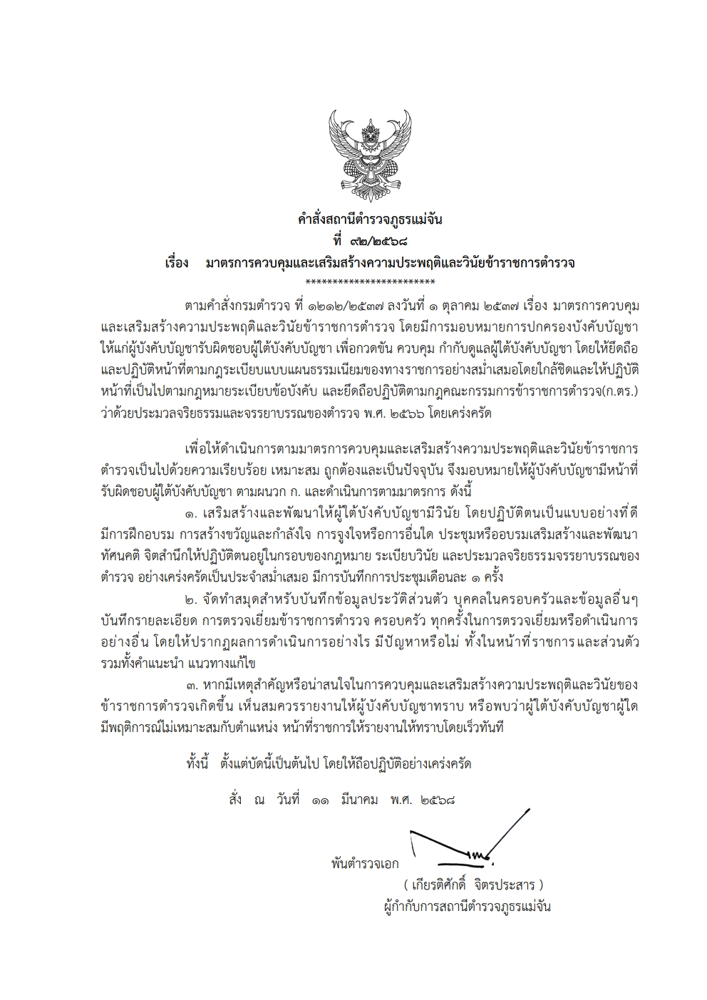 คำสั่งสถานีตำรวจภูธรแม่จัน
ที่ ๙๒/๒๕๖๘
เรื่อง มาตรการควบคุมและเสริมสร้างความประพฤติและวินัยข้าราชการตำรวจ
************************
ตามคำสั่งกรมตำรวจ ที่ ๑๒๑๒/๒๕๓๗ ลงวันที่ ๑ ตุลาคม ๒๕๓๗ เรื่อง มาตรการควบคุม
และเสริมสร้างความประพฤติและวินัยข้าราชการตำรวจ โดยมีการมอบหมายการปกครองบังคับบัญชา
ให้แก่ผู้บังคับบัญชารับผิดชอบผู้ใต้บังคับบัญชา เพื่อกวดขัน ควบคุม กำกับดูแลผู้ใต้บังคับบัญชา โดยให้ยึดถือ
และปฏิบัติหน้าที่ตามกฎระเบียบแบบแผนธรรมเนียมของทางราชการอย่างสม่ำเสมอโดยใกล้ชิดและให้ปฏิบัติ
หน้าที่เป็นไปตามกฎหมายระเบียบข้อบังคับ และยึดถือปฏิบัติตามกฎคณะกรรมการข้าราชการตำรวจ(ก.ตร.)
ว่าด้วยประมวลจริยธรรมและจรรยาบรรณของตำรวจ พ.ศ. ๒๕๖๖ โดยเคร่งครัด
เพื่อให้ดำเนินการตามมาตรการควบคุมและเสริมสร้างความประพฤติและวินัยข้าราชการ
ตำรวจเป็นไปด้วยความเรียบร้อย เหมาะสม ถูกต้องและเป็นปัจจุบัน จึงมอบหมายให้ผู้บังคับบัญชามีหน้าที่
รับผิดชอบผู้ใต้บังคับบัญชา ตามผนวก ก. และดำเนินการตามมาตรการ ดังนี้
๑. เสริมสร้างและพัฒนาให้ผู้ใต้บังคับบัญชามีวินัย โดยปฏิบัติตนเป็นแบบอย่างที่ดี
มีการฝึกอบรม การสร้างขวัญและกำลังใจ การจูงใจหรือการอื่นใด ประชุมหรืออบรมเสริมสร้างและพัฒนา
ทัศนคติ จิตสำนึกให้ปฏิบัติตนอยู่ในกรอบของกฎหมาย ระเบียบวินัย และประมวลจริยธรรมจรรยาบรรณของ
ตำรวจ อย่างเคร่งครัดเป็นประจำสม่ำเสมอ มีการบันทึกการประชุมเดือนละ ๑ ครั้ง
๒. จัดทำสมุดสำหรับบันทึกข้อมูลประวัติส่วนตัว บุคคลในครอบครัวและข้อมูลอื่นๆ
บันทึกรายละเอียด การตรวจเยี่ยมข้าราชการตำรวจ ครอบครัว ทุกครั้งในการตรวจเยี่ยมหรือดำเนินการ
อย่างอื่น โดยให้ปรากฏผลการดำเนินการอย่างไร มีปัญหาหรือไม่ ทั้งในหน้าที่ราชการและส่วนตัว
รวมทั้งคำแนะนำ แนวทางแก้ไข
๓. หากมีเหตุสำคัญหรือน่าสนใจในการควบคุมและเสริมสร้างความประพฤติและวินัยของ
ข้าราชการตำรวจเกิดขึ้น เห็นสมควรรายงานให้ผู้บังคับบัญชาทราบ หรือพบว่าผู้ใต้บังคับบัญชาผู้ใด
มีพฤติการณ์ไม่เหมาะสมกับตำแหน่ง หน้าที่ราชการให้รายงานให้ทราบโดยเร็วทันที
ทั้งนี้ ตั้งแต่บัดนี้เป็นต้นไป โดยให้ถือปฏิบัติอย่างเคร่งครัด
สั่ง ณ วันที่ ๑๑ มีนาคม พ.ศ. ๒๕๖๘
พันตำรวจเอก
( เกียรติศักดิ์ จิตรประสาร )
ผู้กำกับการสถานีตำรวจภูธรแม่จัน